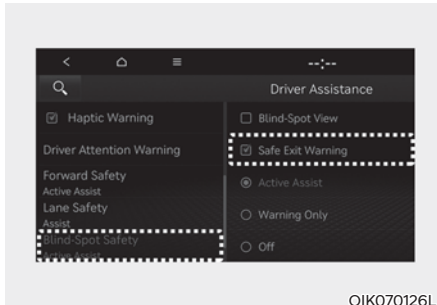 --:--
Driver Assistance
Haptic Warning
Driver Attention Warning
Forward Safety
Active Assist
Lane Safety
Assist
Blind-Spot Safety
Active Assist
Blind-Spot View
Safe Exit Warning
Active Assist
Warning Only
Off
OIK070126L